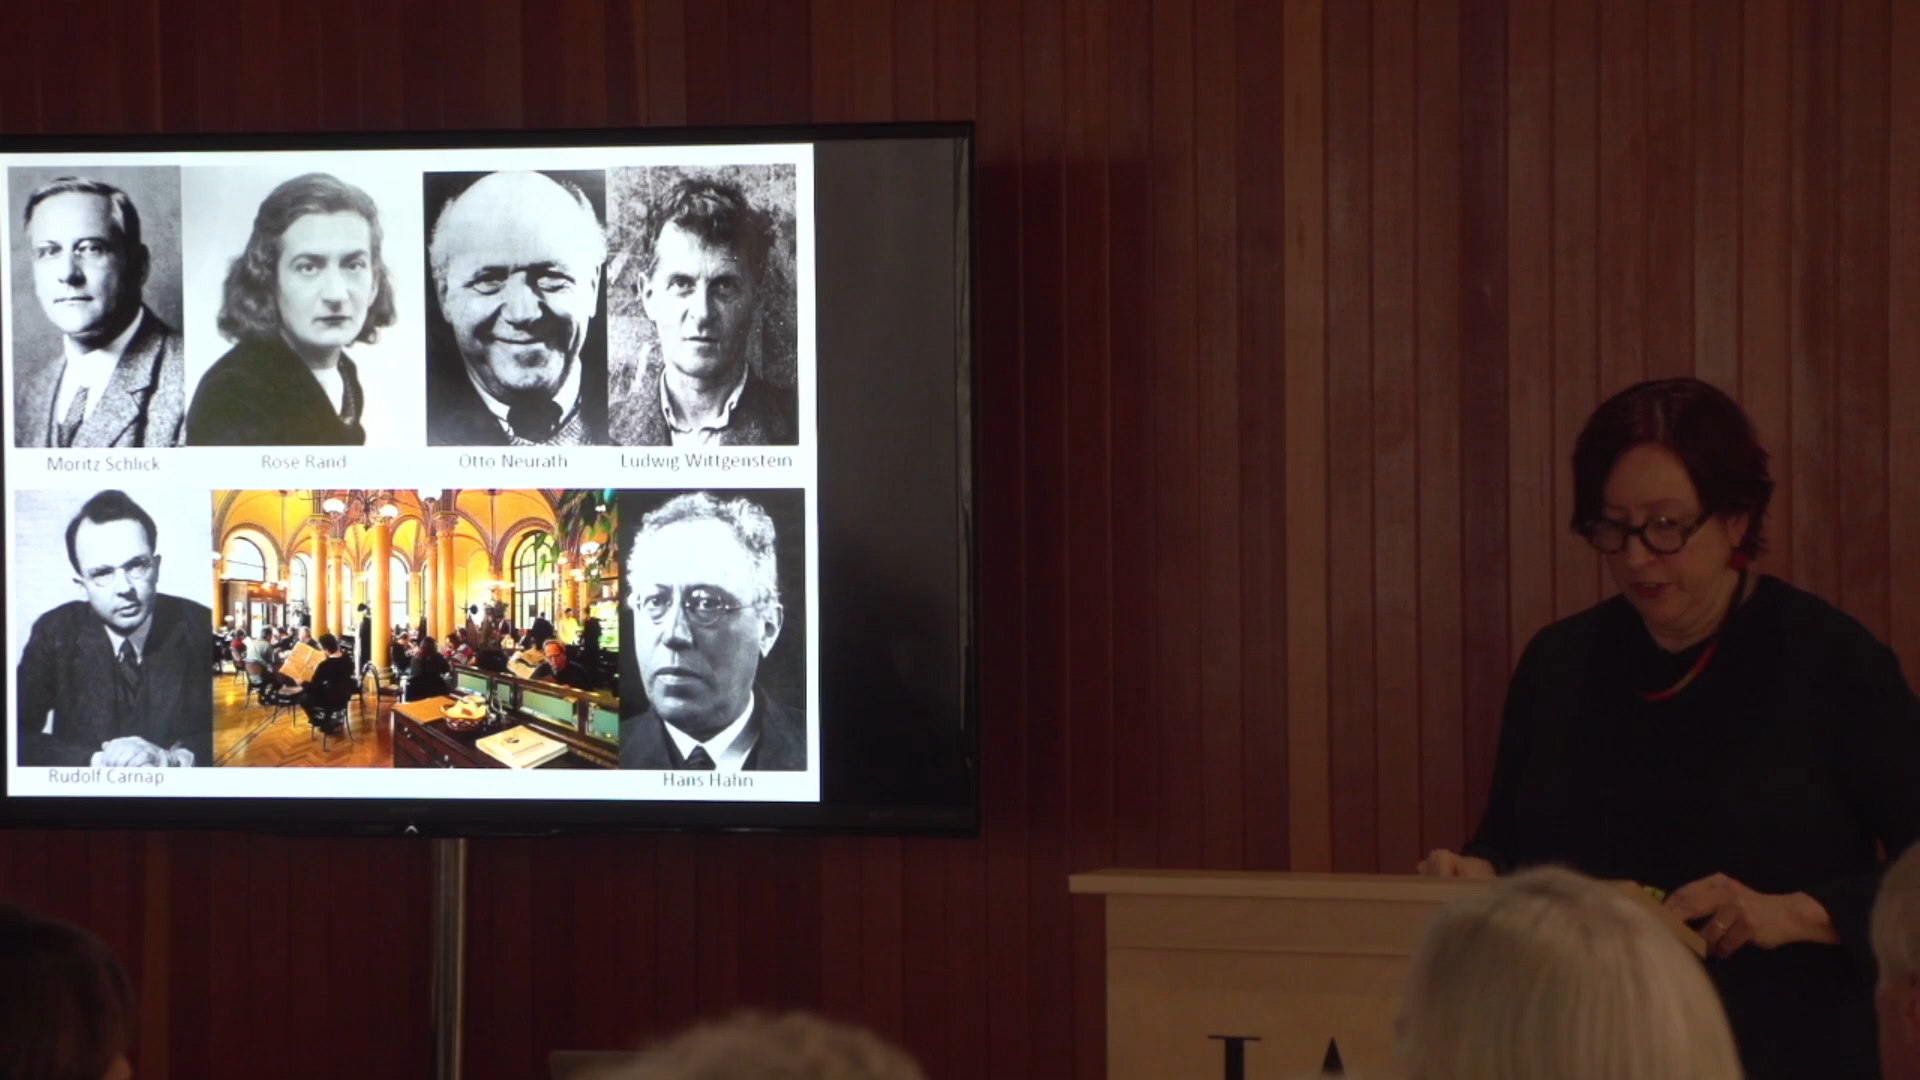 Moritz Schlick
Rose Rand
Otto Neurath
Ludwig Wittgenstein
Rudolf Carnap
Hans Hahn